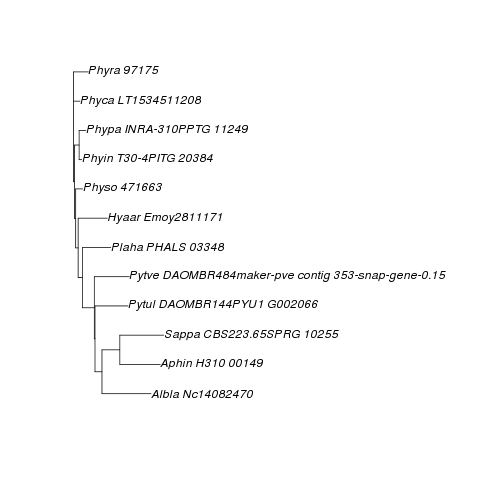 Phyra 97175
Phyca LT1534511208
Phypa INRA-310PPTG 11249
Phyin T30-4PITG 20384
Physo 471663
Hyaar Emoy2811171
Plaha PHALS 03348
Pytve DAOMBR484maker-pve contig 353-snap-gene-0.15
Pytul DAOMBR144PYU1 G002066
Sappa CBS223.65SPRG 10255
Aphin H310 00149
Albla Nc14082470